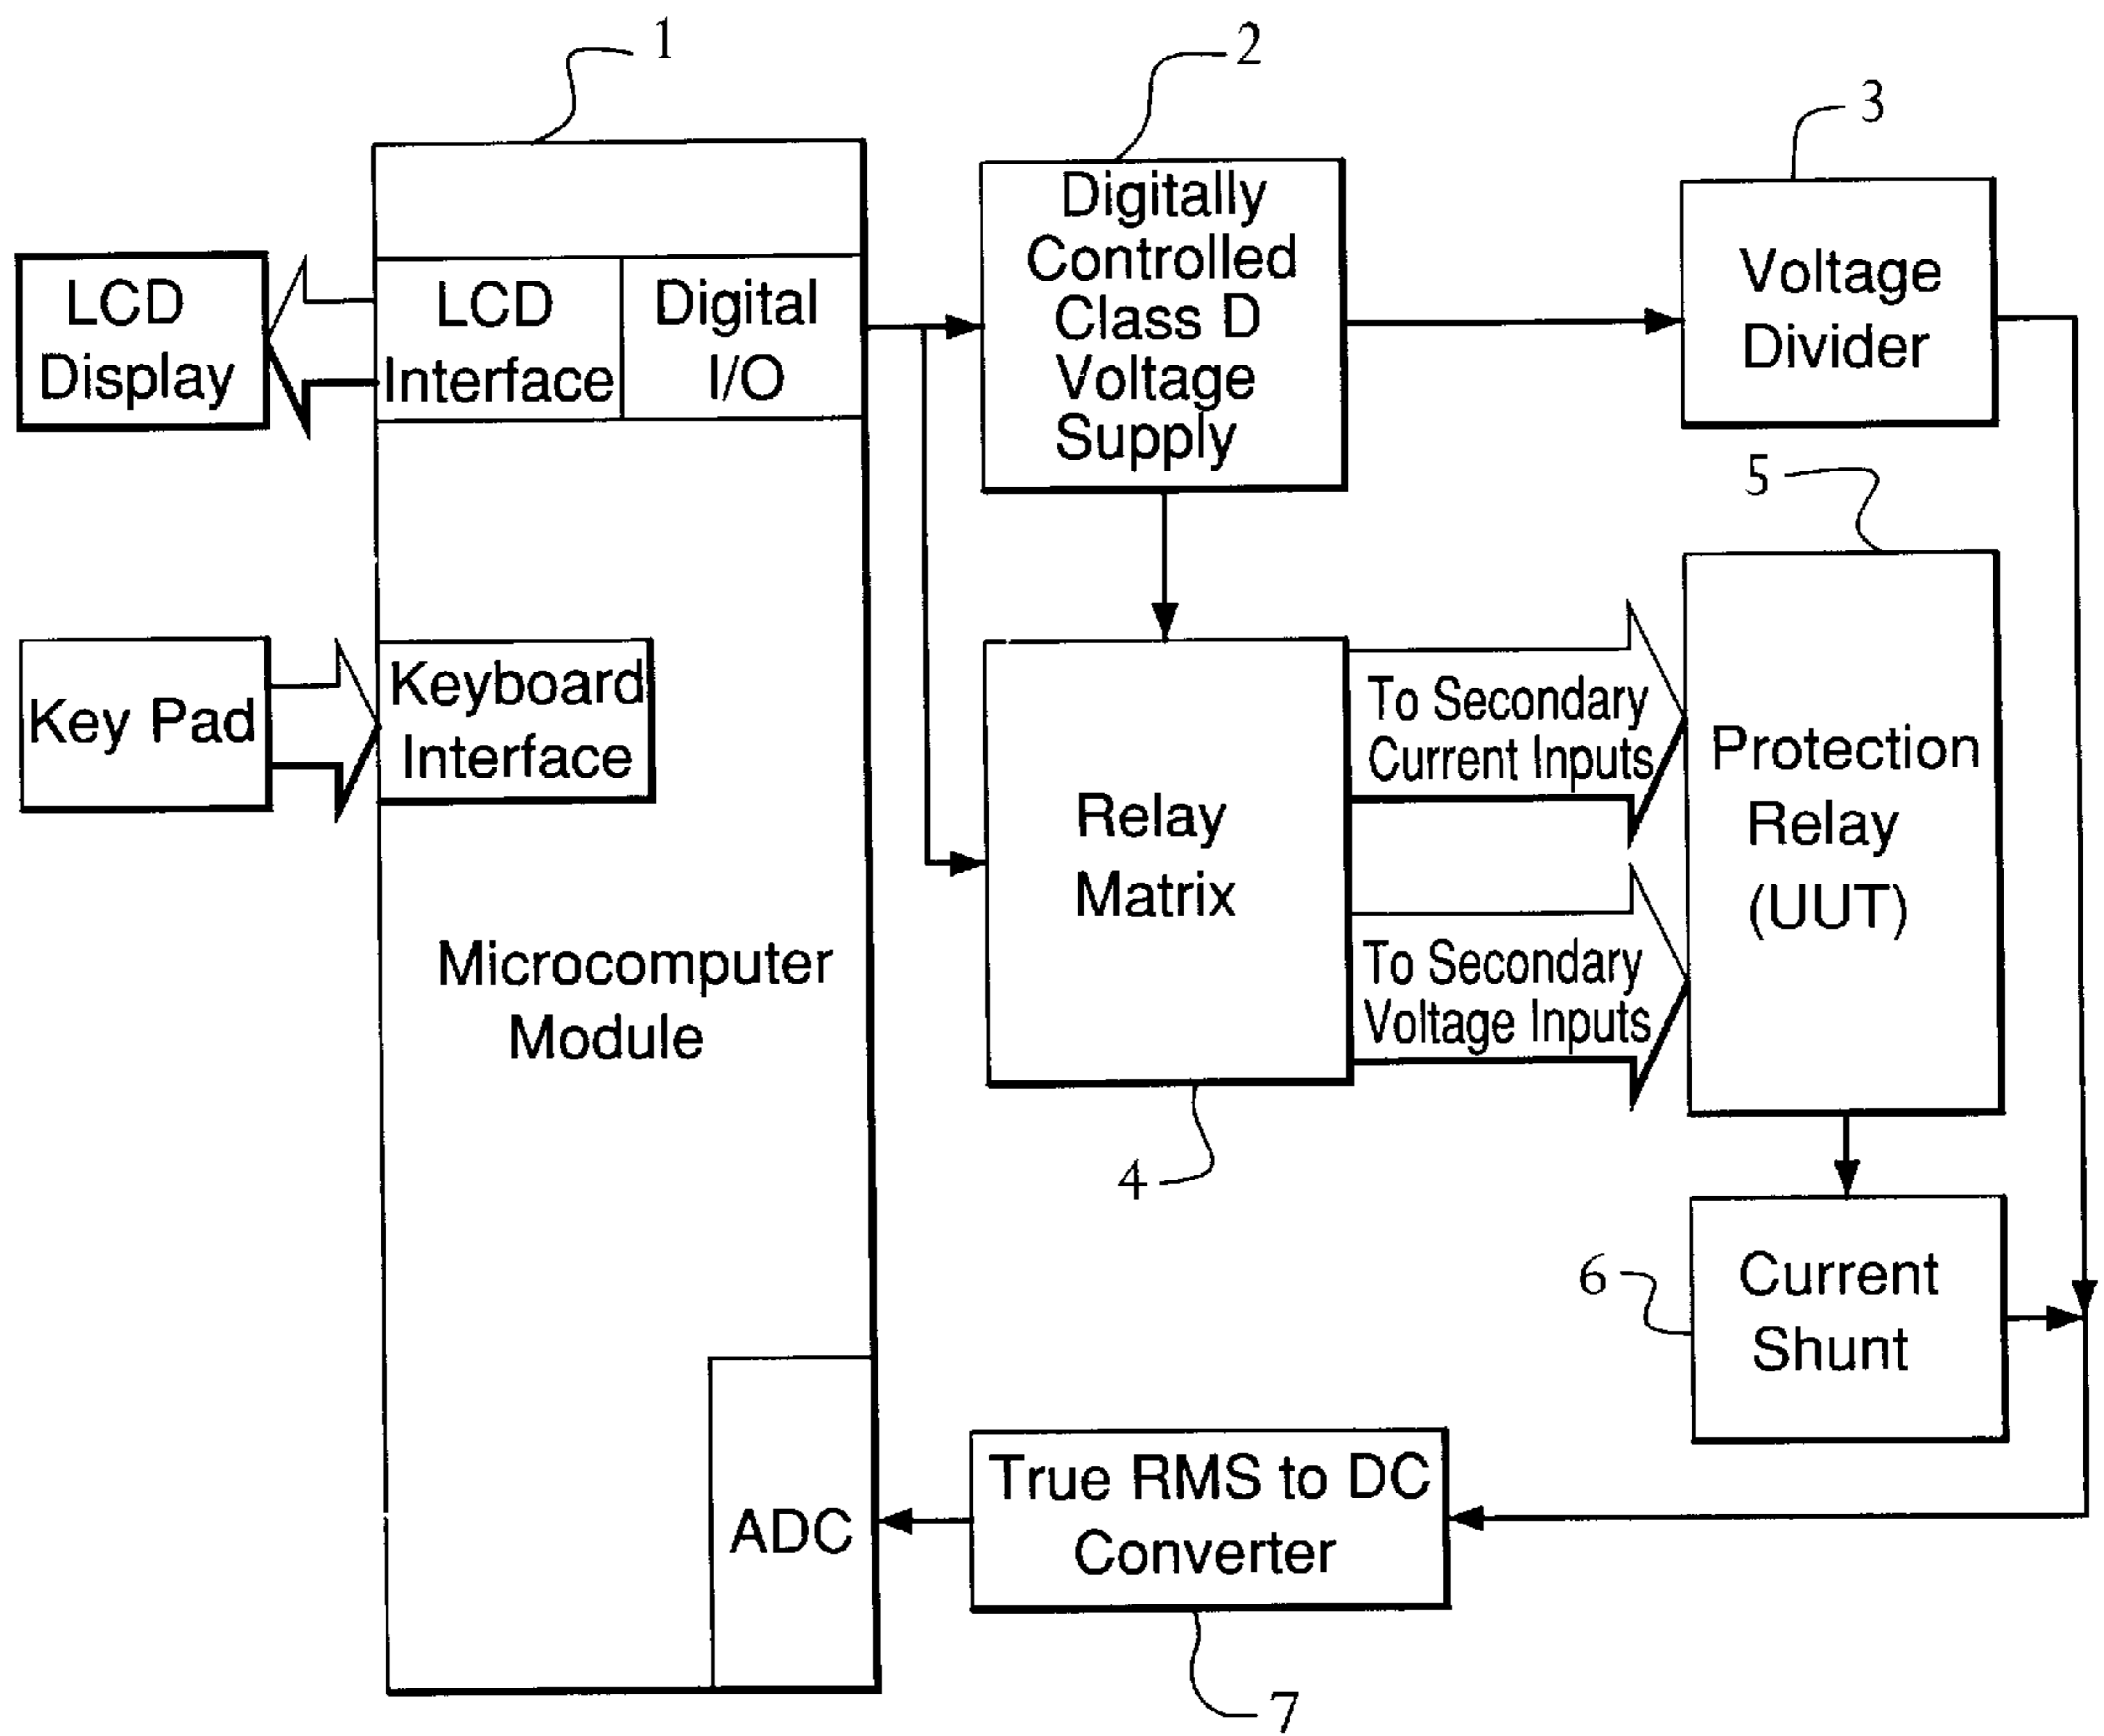 1
2
3
LCD
Display
LCD
Interface
Digital
I/O
Digitally
Controlled
Class D
Voltage
Supply
Voltage
Divider
5
Key Pad
Keyboard
Interface
To Secondary
Current Inputs
Relay
Matrix
Protection
Relay
(UUT)
To Secondary
Voltage Inputs
Microcomputer
Module
4
6
Current
Shunt
ADC
True RMS to DC
Converter
7